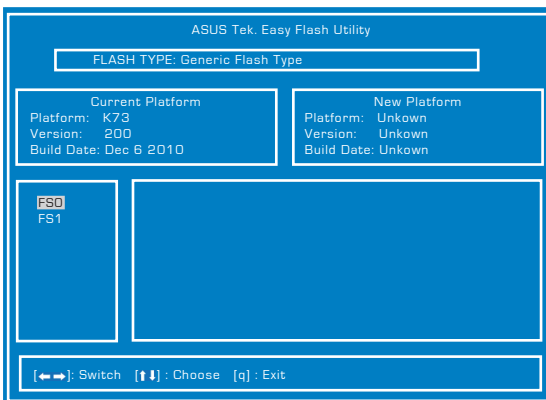 ASUS Tek. Easy Flash Utility
FLASH TYPE: Generic Flash Type
Current Platform
Platform: K73
Version: 200
Build Date: Dec 6 2010
New Platform
Platform: Unkown
Version: Unkown
Build Date: Unkown
FS0
FS1
[←→]: Switch [↑↓] : Choose [q] : Exit